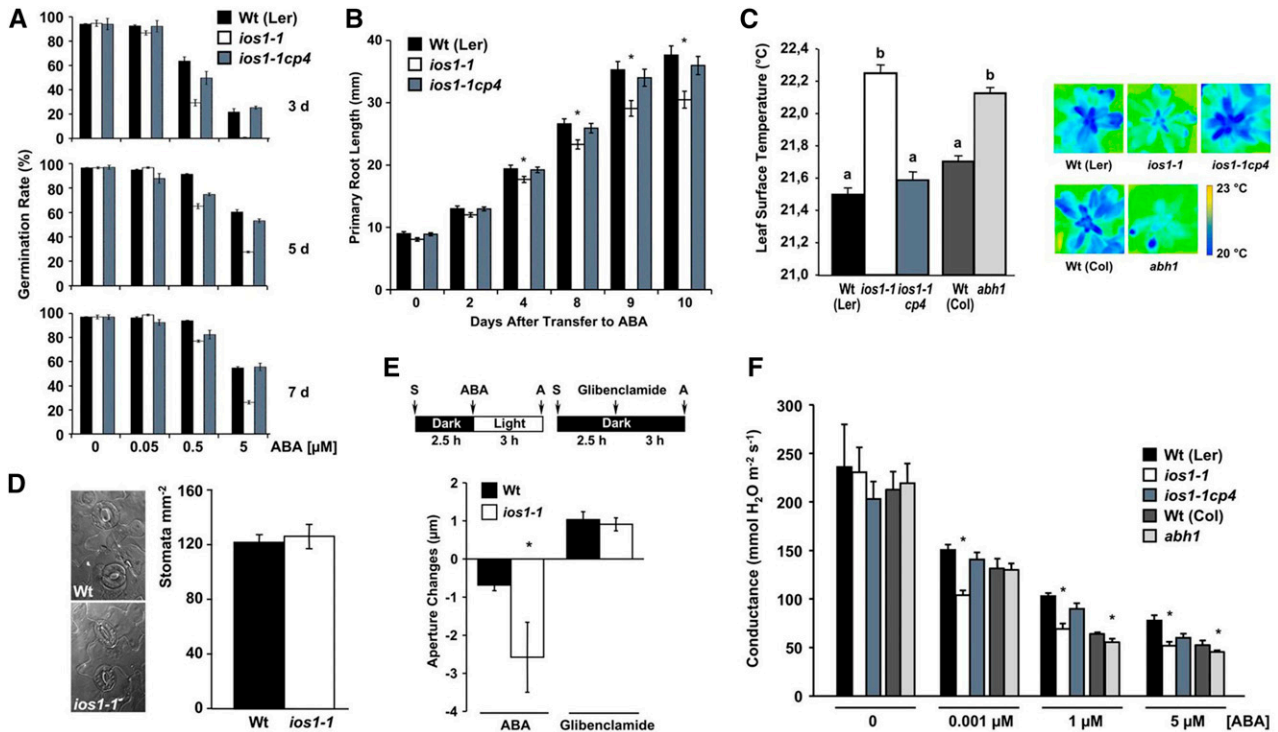 A
Wt (Ler)
ios1-1
ios1-1cp4
100
80
60
40
20
0
3 d
100
80
60
40
20
0
5 d
100
80
60
40
20
0
7 d
Germination Rate (%)
0 0.05 0.5 5 ABA [µM]
B
Wt (Ler)
ios1-1
ios1-1cp4
40
30
20
10
0
Primary Root Length (mm)
* * * *
0 2 4 8 9 10
Days After Transfer to ABA
C
22,4
22,2
22,0
21,8
21,6
21,4
21,2
21,0
Leaf Surface Temperature (°C)
a b a a b
Wt (Ler) ios1-1 ios1-1 cp4 Wt (Col) abh1
Wt (Ler) ios1-1 ios1-1cp4
Wt (Col) abh1
23 °C
20 °C
D
Wt
ios1-1
160
120
80
40
0
Stomata mm-2
Wt ios1-1
E
S ABA A
Dark Light
2.5 h 3 h
S Glibenclamide A
Dark
2.5 h 3 h
Wt
ios1-1
2
1
0
-1
-2
-3
-4
Aperture Changes (µm)
*
ABA Glibenclamide
F
300
250
200
150
100
50
0
Conductance (mmol H2O m-2 s-1)
Wt (Ler)
ios1-1
ios1-1cp4
Wt (Col)
abh1
* * * * *
0 0.001 µM 1 µM 5 µM [ABA]